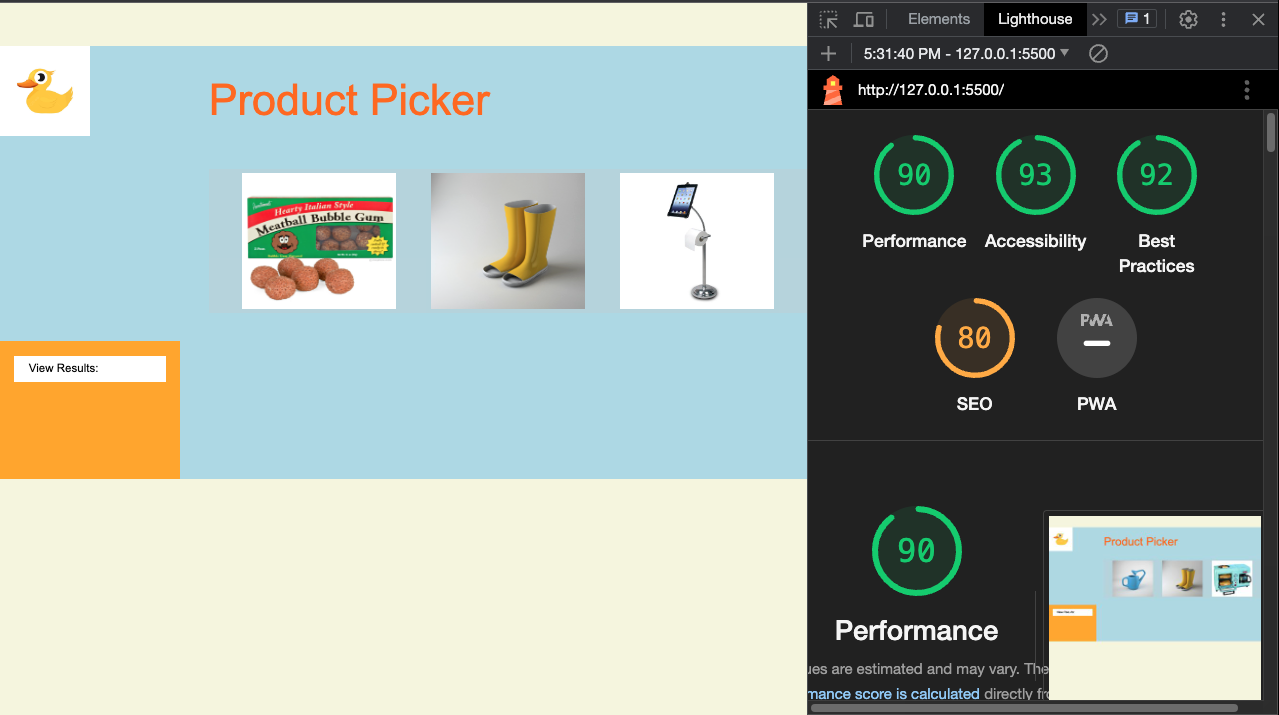 Elements
Lighthouse
1
5:31:40 PM - 127.0.0.1:5500
http://127.0.0.1:5500/
Product Picker
Hearty Italian Style
Meatball Bubble Gum
View Results:
90
93
92
Performance
Accessibility
Best
Practices
80
PWA
SEO
PWA
90
Performance
ues are estimated and may vary. The
mance score is calculated directly fro
Product Picker